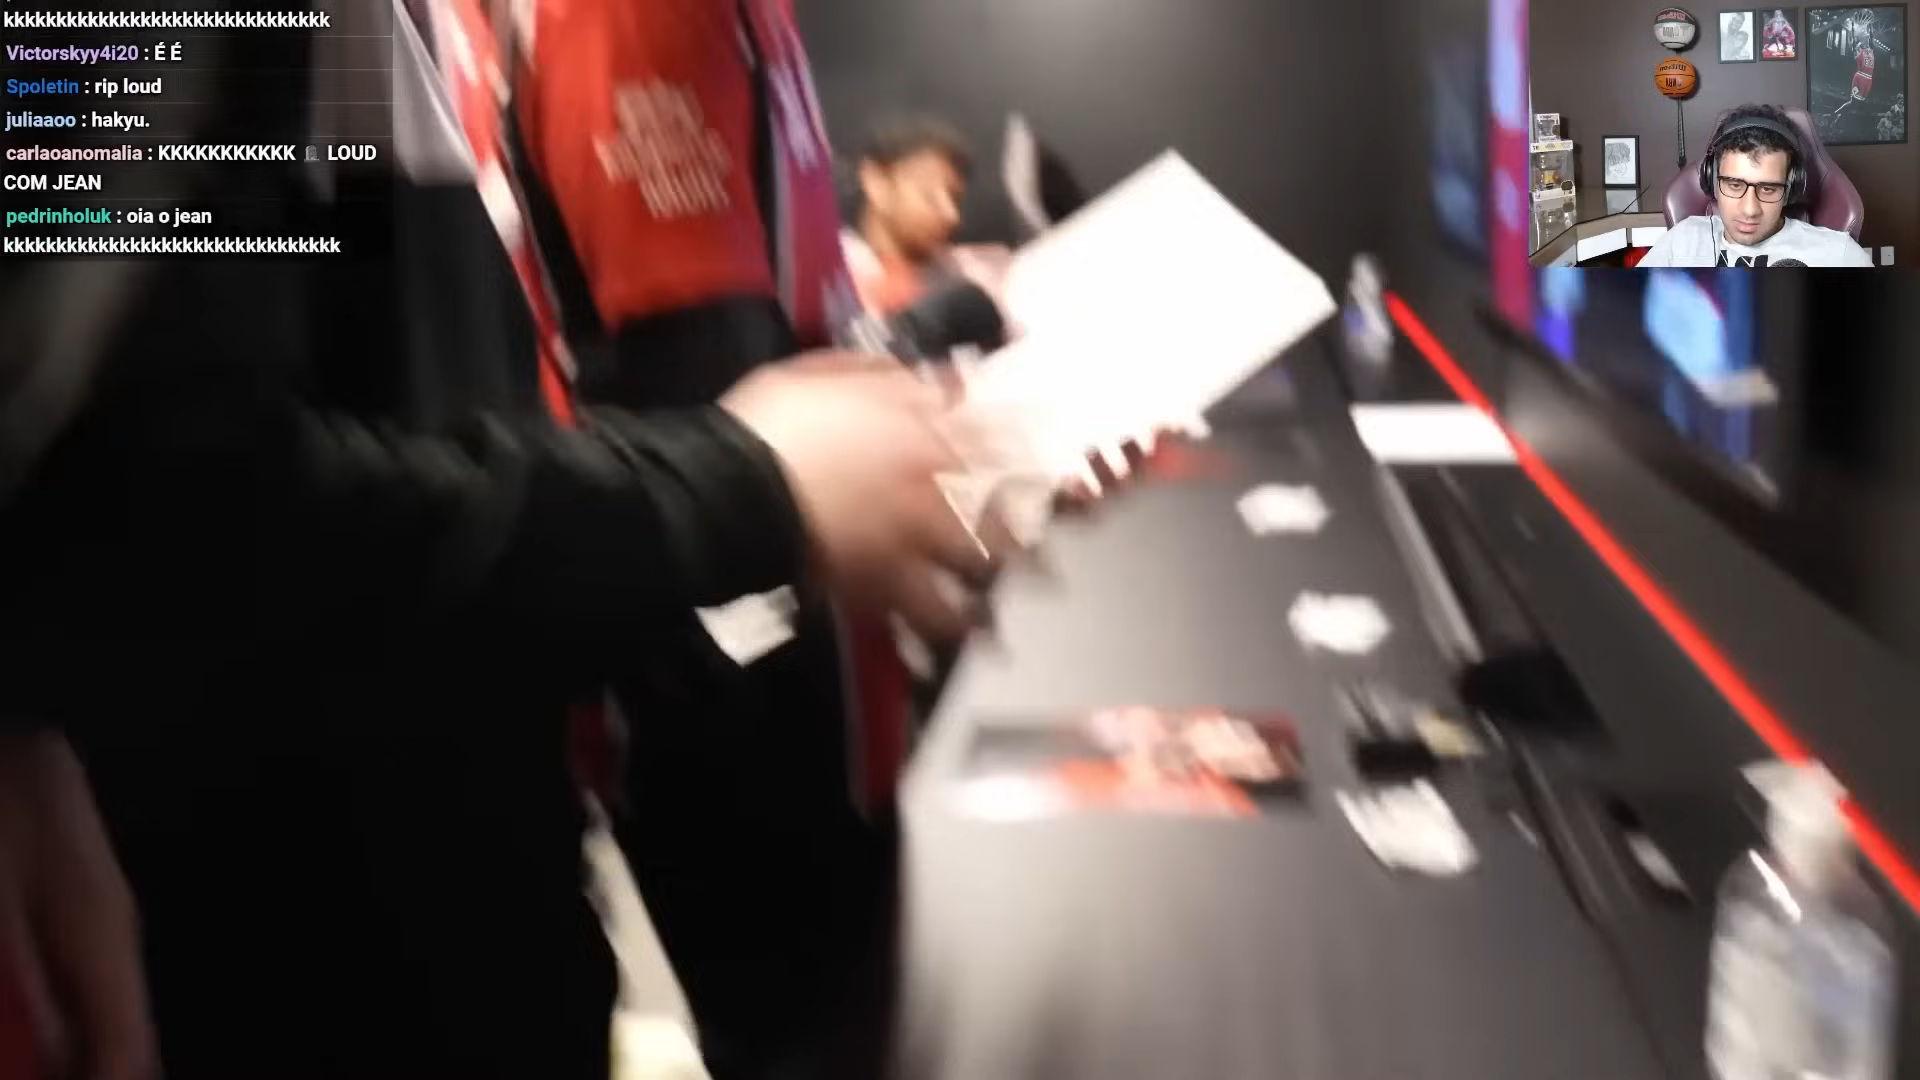 kkkkkkkkkkkkkkkkkkkkkkkkkkkkkkk
Victorskyy4i20 : É É
Spoletin : rip loud
juliaaoo : hakyu.
carlaoanomalia : KKKKKKKKKKK LOUD
COM JEAN
pedrinholuk : oia o jean
kkkkkkkkkkkkkkkkkkkkkkkkkkkkkkkk